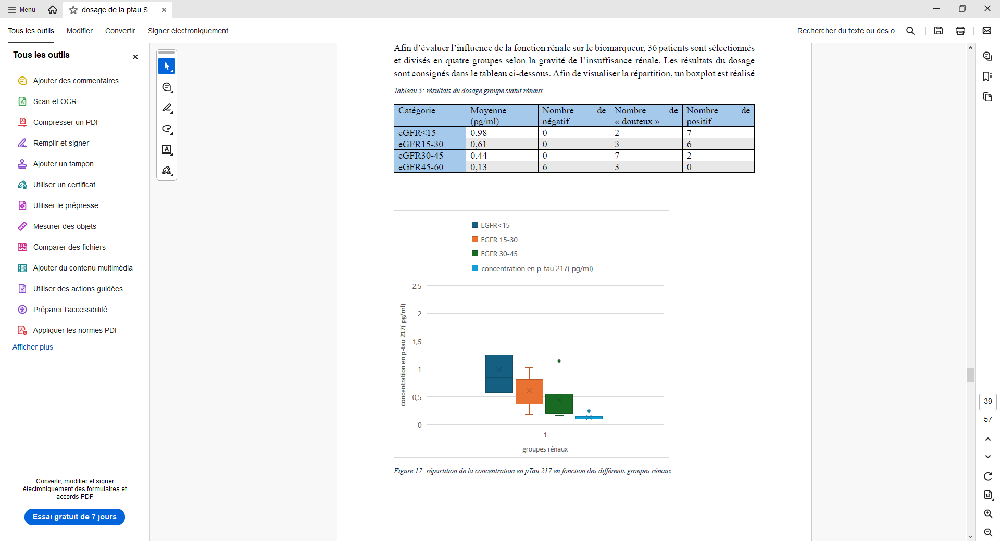 Menu
dosage de la ptau S...
Tous les outils
Modifier
Convertir
Signer électroniquement
Rechercher du texte ou des o...
Tous les outils
Ajouter des commentaires
Scan et OCR
Compresser un PDF
Remplir et signer
Ajouter un tampon
Utiliser un certificat
Utiliser le prépresse
Mesurer des objets
Comparer des fichiers
Ajouter du contenu multimédia
Utiliser des actions guidées
Préparer l'accessibilité
Appliquer les normes PDF
Afficher plus
Convertir, modifier et signer
électroniquement des formulaires et
accords PDF
Essai gratuit de 7 jours
Afin d'évaluer l'influence de la fonction rénale sur le biomarqueur, 36 patients sont sélectionnés
et divisés en quatre groupes selon la gravité de l'insuffisance rénale. Les résultats du dosage
sont consignés dans le tableau ci-dessous. Afin de visualiser la répartition, un boxplot est réalisé
Tableau 5: résultats du dosage groupe statut rénaux
Catégorie Moyenne (pg/ml) Nombre de négatif Nombre de « douteux » Nombre de positif
eGFR<15 0,98 0 2 7
eGFR15-30 0,61 0 3 6
eGFR30-45 0,44 0 7 2
eGFR45-60 0,13 6 3 0
EGFR<15
EGFR 15-30
EGFR 30-45
concentration en p-tau 217( pg/ml)
concentration en p-tau 217( pg/ml)
2,5
2
1,5
1
0,5
0
1
groupes rénaux
Figure 17: répartition de la concentration en pTau 217 en fonction des différents groupes rénaux
39
57
1:1